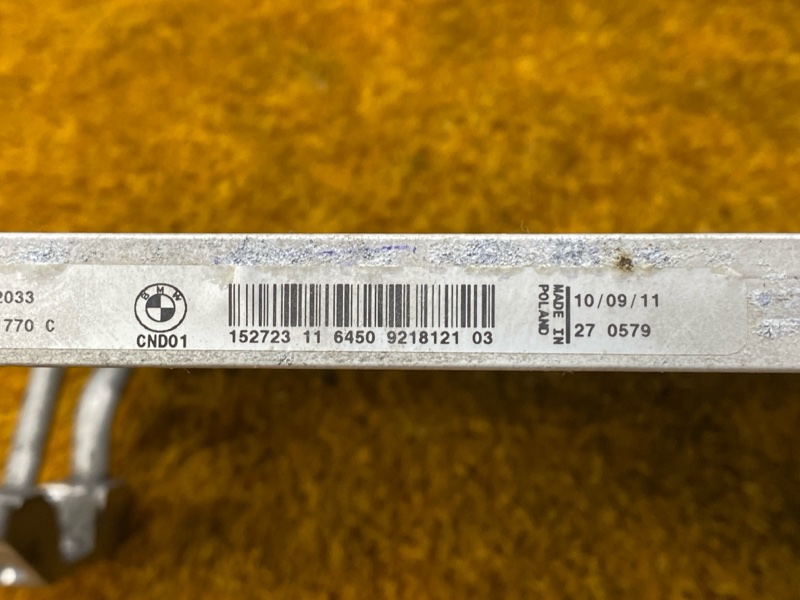 2033
770 C
BMW
CND01
152723 11 6450 9218121 03
MADE IN
POLAND
10/09/11
27 0579